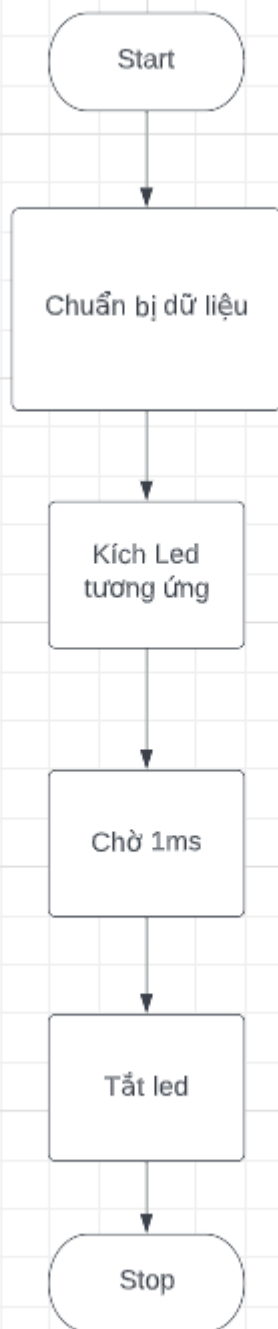 Start
Chuẩn bị dữ liệu
Kích Led
tương ứng
Chờ 1ms
Tắt led
Stop